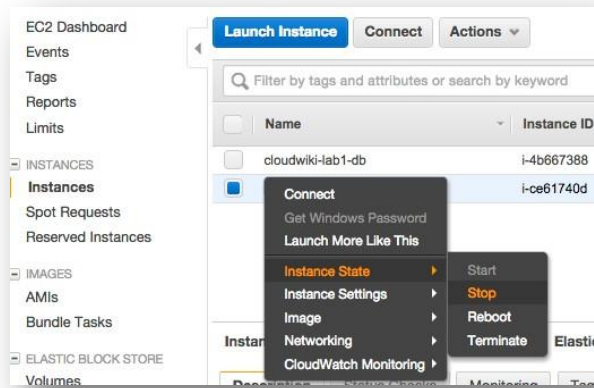 EC2 Dashboard
Events
Tags
Reports
Limits
INSTANCES
Instances
Spot Requests
Reserved Instances
IMAGES
AMIs
Bundle Tasks
ELASTIC BLOCK STORE
Volumes
Launch Instance Connect Actions
Filter by tags and attributes or search by keyword
Name Instance ID
cloudwiki-lab1-db i-4b667388
i-ce61740d
Connect
Get Windows Password
Launch More Like This
Instance State
Instance Settings
Image
Networking
CloudWatch Monitoring
Start
Stop
Reboot
Terminate
Status Checks Monitoring